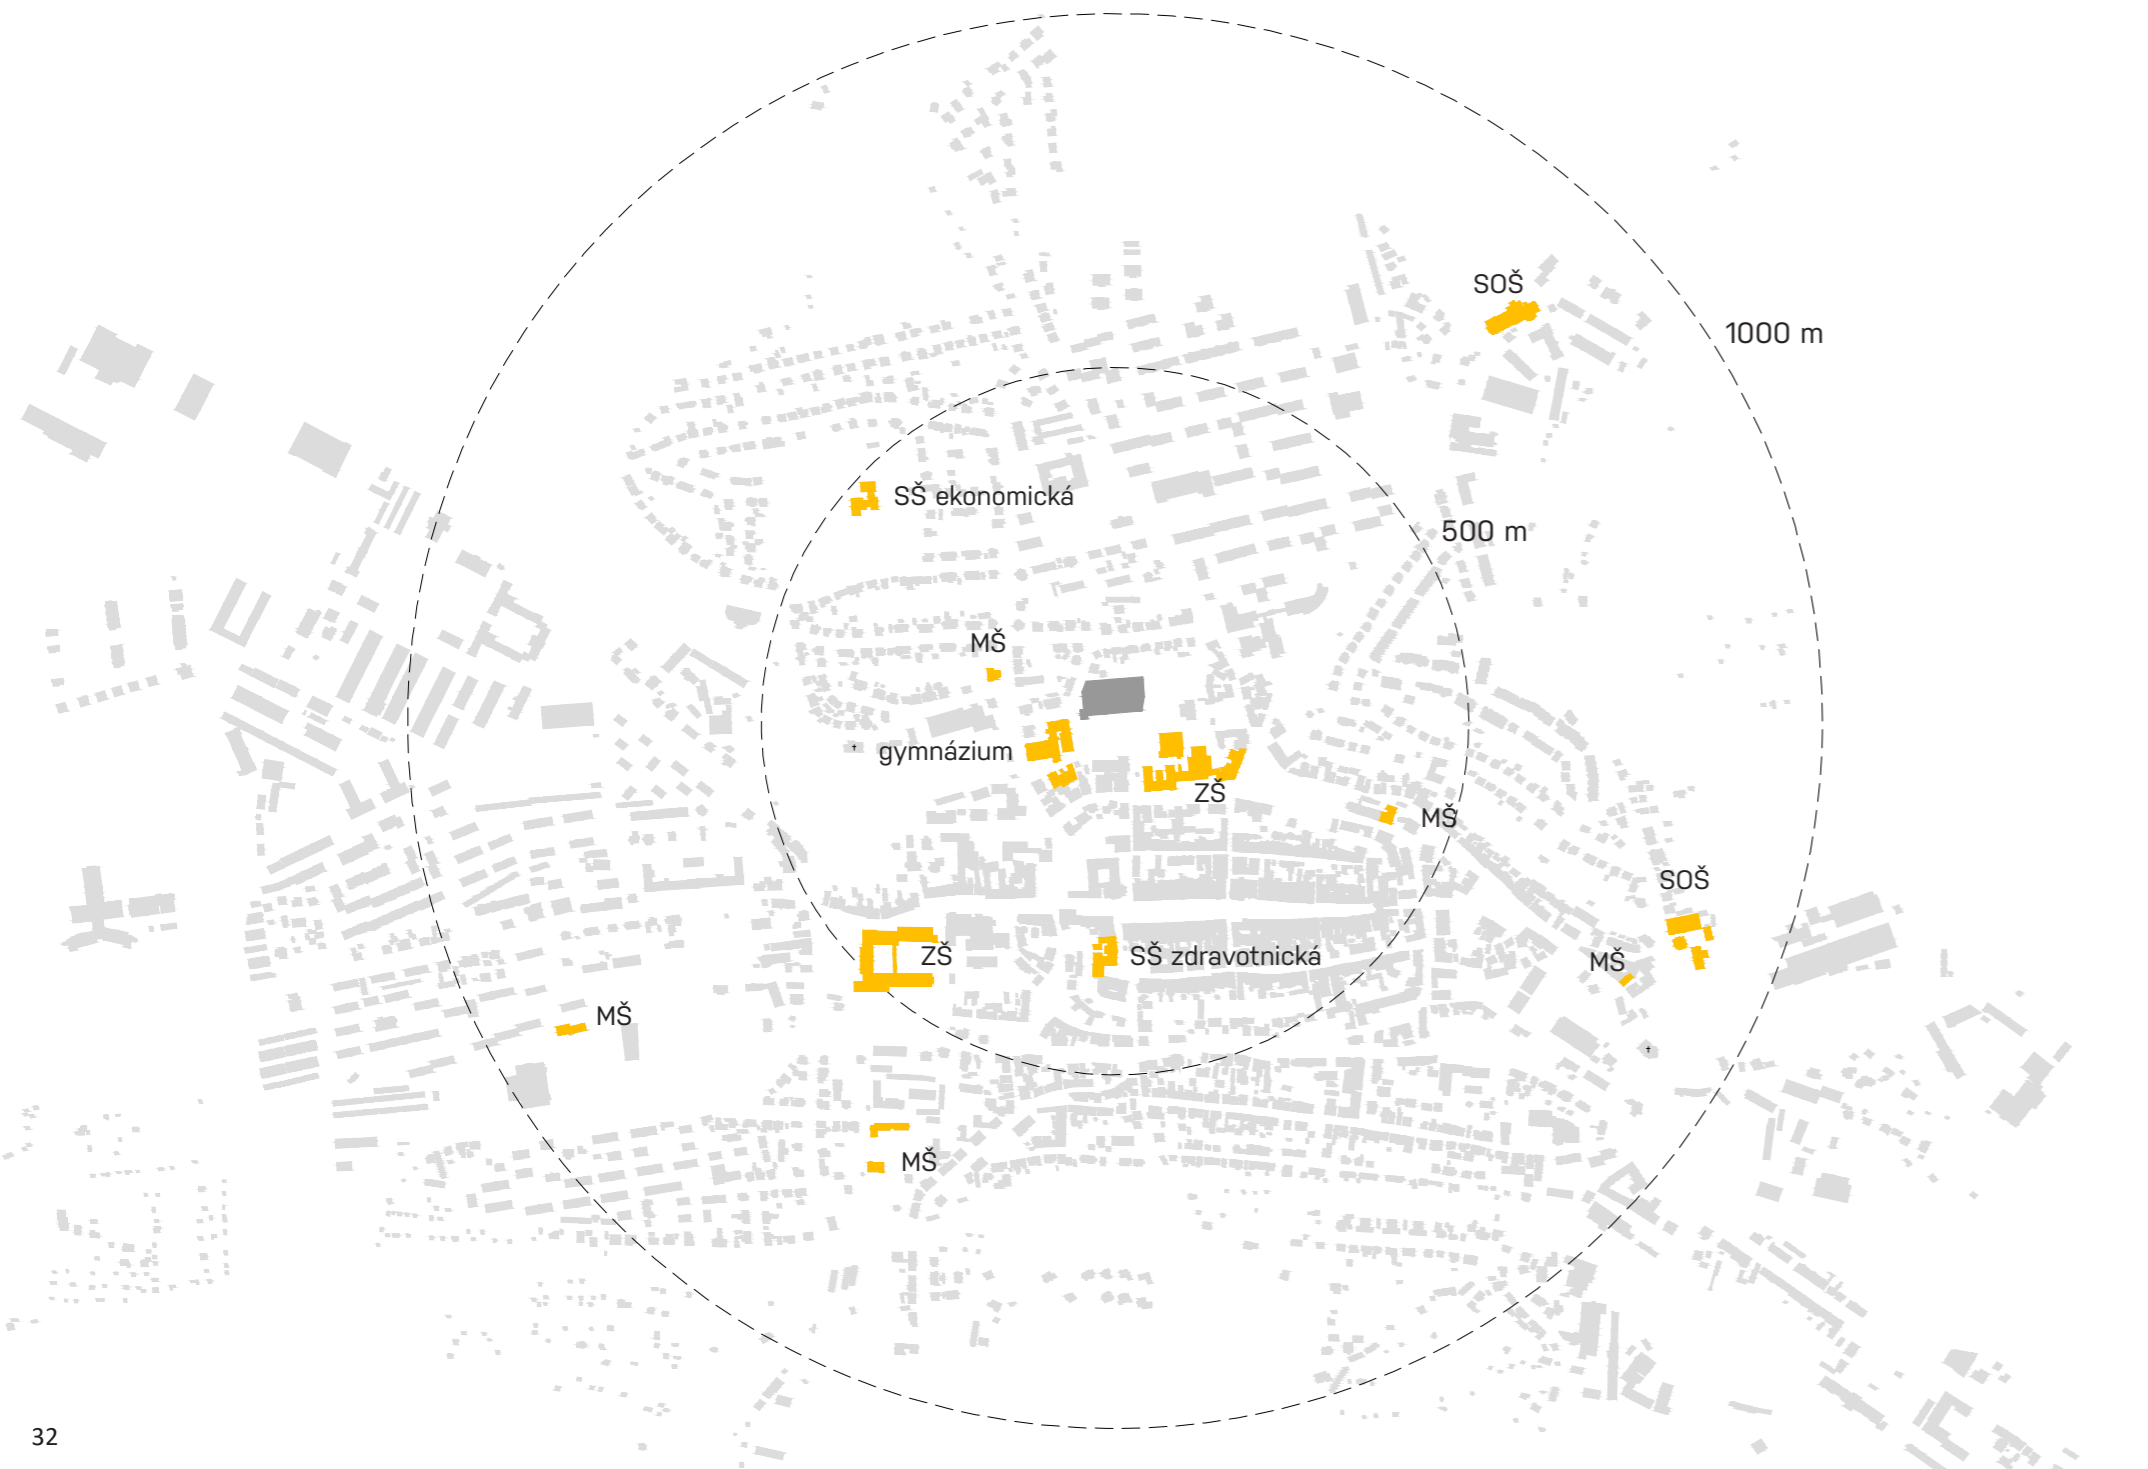 SOŠ
1000 m
SŠ ekonomická
500 m
MŠ
gymnázium
ZŠ
MŠ
SOŠ
ZŠ
SŠ zdravotnická
MŠ
MŠ
MŠ
32